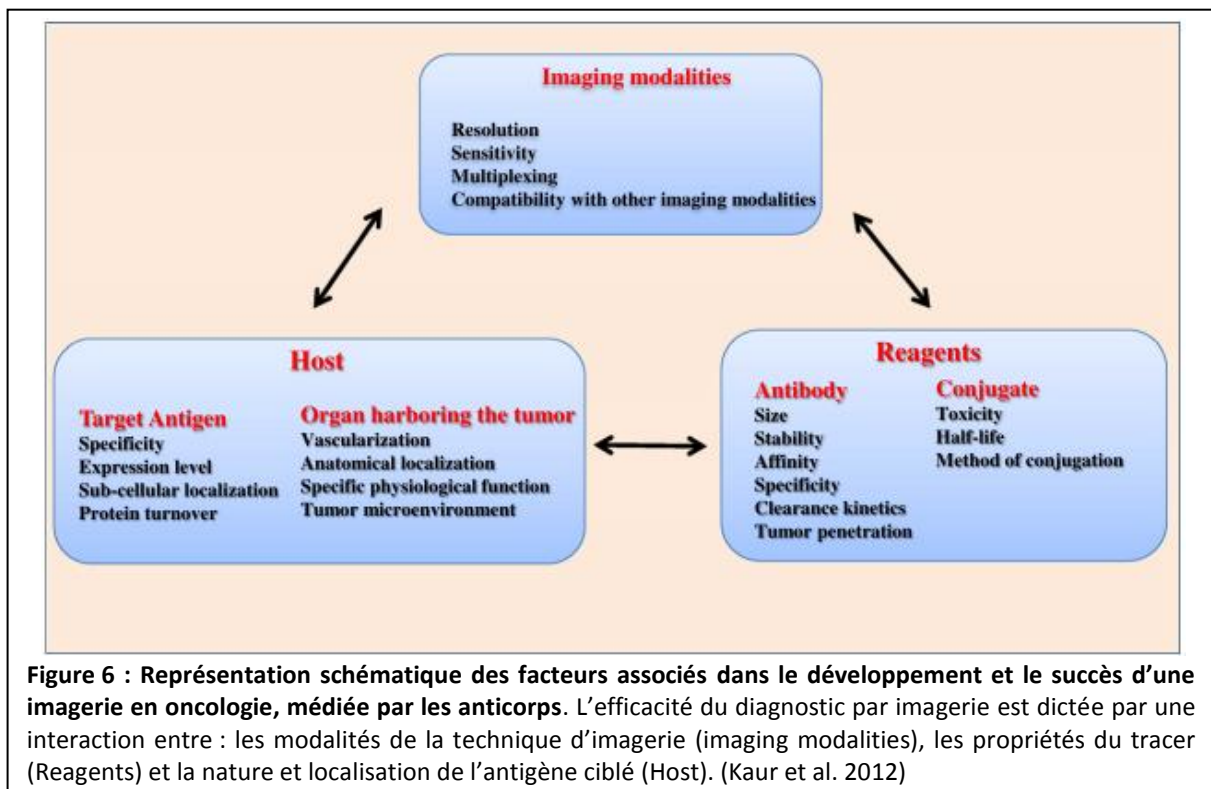 Imaging modalities
Resolution
Sensitivity
Multiplexing
Compatibility with other imaging modalities
Host
Target Antigen
Specificity
Expression level
Sub-cellular localization
Protein turnover
Organ harboring the tumor
Vascularization
Anatomical localization
Specific physiological function
Tumor microenvironment
Reagents
Antibody
Size
Stability
Affinity
Specificity
Clearance kinetics
Tumor penetration
Conjugate
Toxicity
Half-life
Method of conjugation
Figure 6 : Représentation schématique des facteurs associés dans le développement et le succès d'une
imagerie en oncologie, médiée par les anticorps. L'efficacité du diagnostic par imagerie est dictée par une
interaction entre : les modalités de la technique d'imagerie (imaging modalities), les propriétés du tracer
(Reagents) et la nature et localisation de l'antigène ciblé (Host). (Kaur et al. 2012)